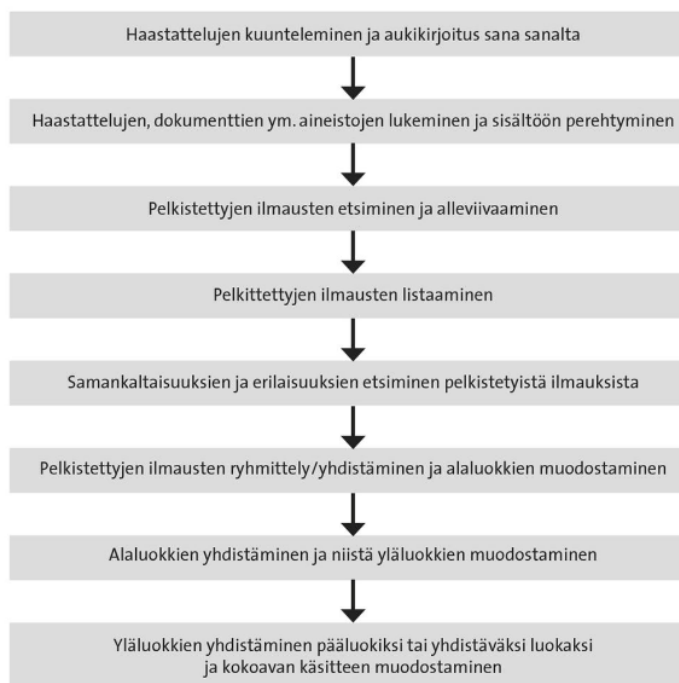 Haastattelujen kuunteleminen ja aukikirjoitus sana sanalta
Haastattelujen, dokumenttien ym. aineistojen lukeminen ja sisältöön perehtyminen
Pelkistettyjen ilmausten etsiminen ja alleviivaaminen
Pelkittettyjen ilmausten listaaminen
Samankaltaisuuksien ja erilaisuuksien etsiminen pelkistetyistä ilmauksista
Pelkistettyjen ilmausten ryhmittely/yhdistäminen ja alaluokkien muodostaminen
Alaluokkien yhdistäminen ja niistä yläluokkien muodostaminen
Yläluokkien yhdistäminen pääluokiksi tai yhdistäväksi luokaksi
ja kokoavan käsitteen muodostaminen